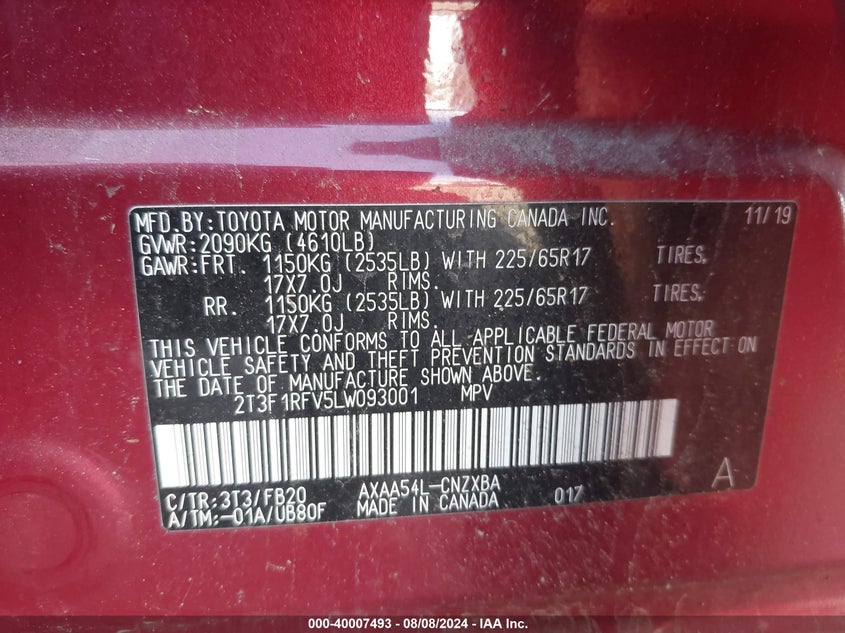 MFD.BY:TOYOTA MOTOR MANUFACTURING CANADA INC. 11/19
GVWR:2090KG (4610LB)
GAWR:FRT. 1150KG (2535LB) WITH 225/65R17 TIRES,
17X7.0J RIMS.
RR. 1150KG (2535LB) WITH 225/65R17 TIRES,
17X7.0J RIMS.
THIS VEHICLE CONFORMS TO ALL APPLICABLE FEDERAL MOTOR
VEHICLE SAFETY AND THEFT PREVENTION STANDARDS IN EFFECT ON
THE DATE OF MANUFACTURE SHOWN ABOVE.
2T3F1RFV5LW093001 MPV
A
C/TR:3T3/FB20 AXAA54L-CNZXBA 017
A/TM:-01A/UB80F MADE IN CANADA
000-40007493 - 08/08/2024 - IAA Inc.